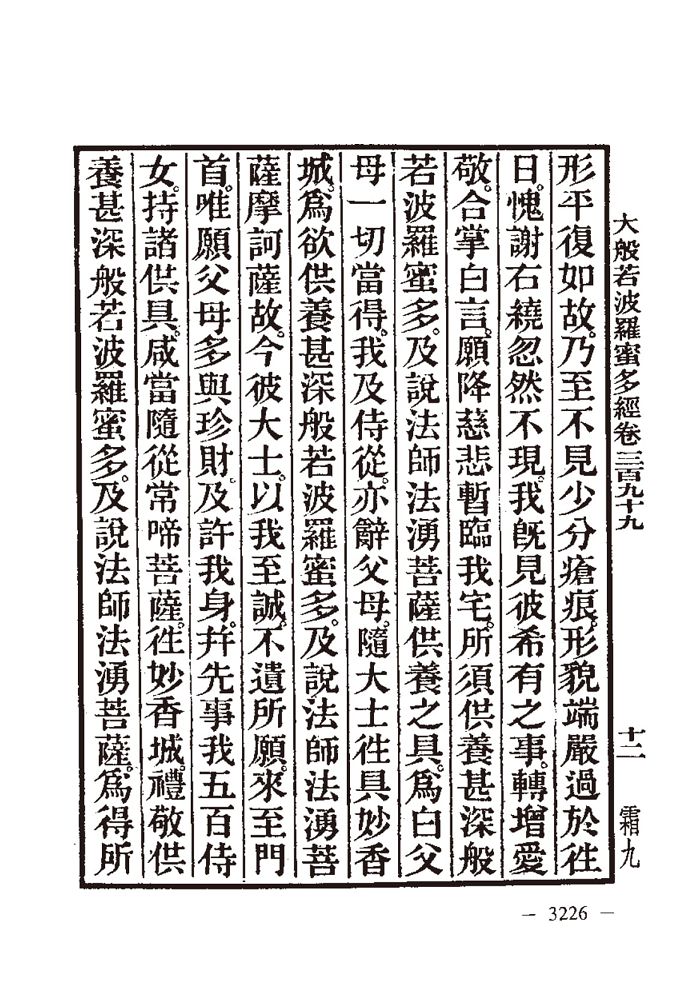 大般若波羅蜜多經卷三百九十九 十二 霜九
形平復如故。乃至不見少分瘡痕。形貌端嚴過於徃
日。愧謝右繞忽然不現。我旣見彼希有之事。轉增愛
敬。合掌白言。願降慈悲暫臨我宅。所須供養甚深般
若波羅蜜多。及說法師法湧菩薩供養之具。爲白父
母一切當得。我及侍從。亦辭父母。隨大士徃具妙香
城。爲欲供養甚深般若波羅蜜多。及說法師法湧菩
薩摩訶薩故。今彼大士。以我至誠。不遺所願。來至門
首。唯願父母多與珍財。及許我身。幷先事我五百侍
女。持諸供具。咸當隨從常啼菩薩。徃妙香城。禮敬供
養甚深般若波羅蜜多。及說法師法湧菩薩。爲得所
— 3226 —